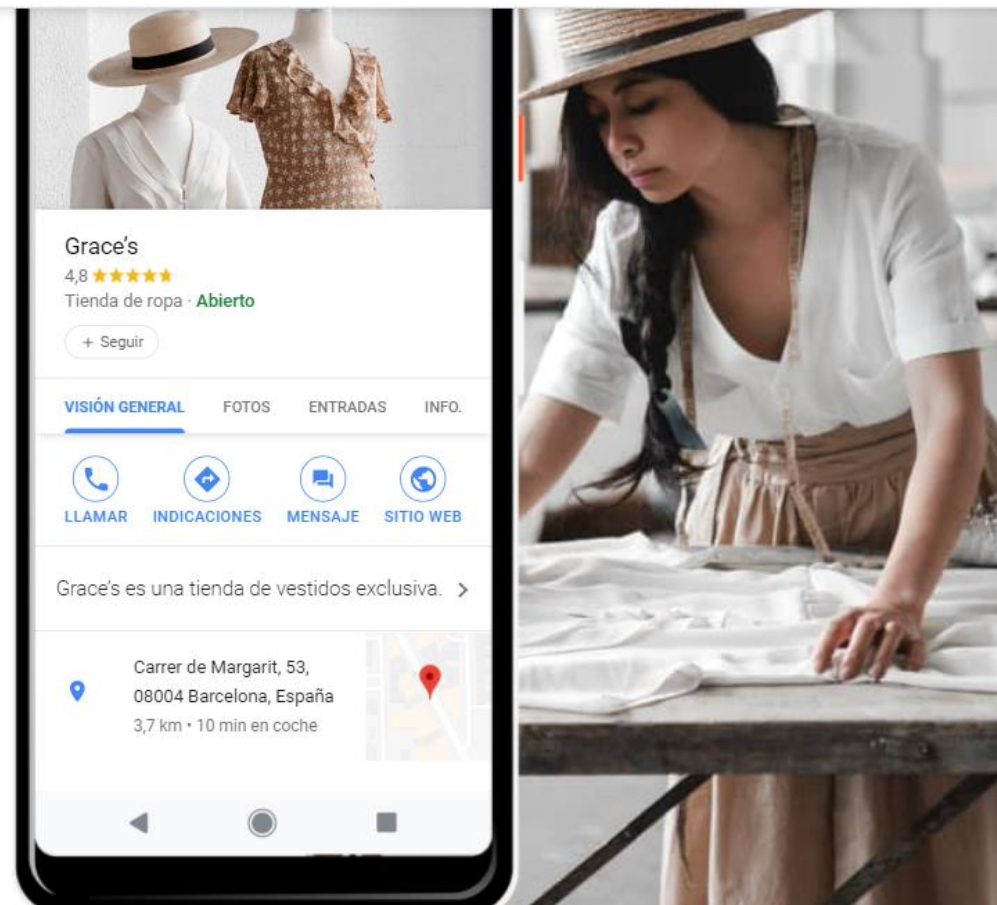 Grace's
4,8
Tienda de ropa · Abierto
+ Seguir
VISIÓN GENERAL FOTOS ENTRADAS INFO.
LLAMAR INDICACIONES MENSAJE SITIO WEB
Grace's es una tienda de vestidos exclusiva.
Carrer de Margarit, 53,
08004 Barcelona, España
3,7 km • 10 min en coche